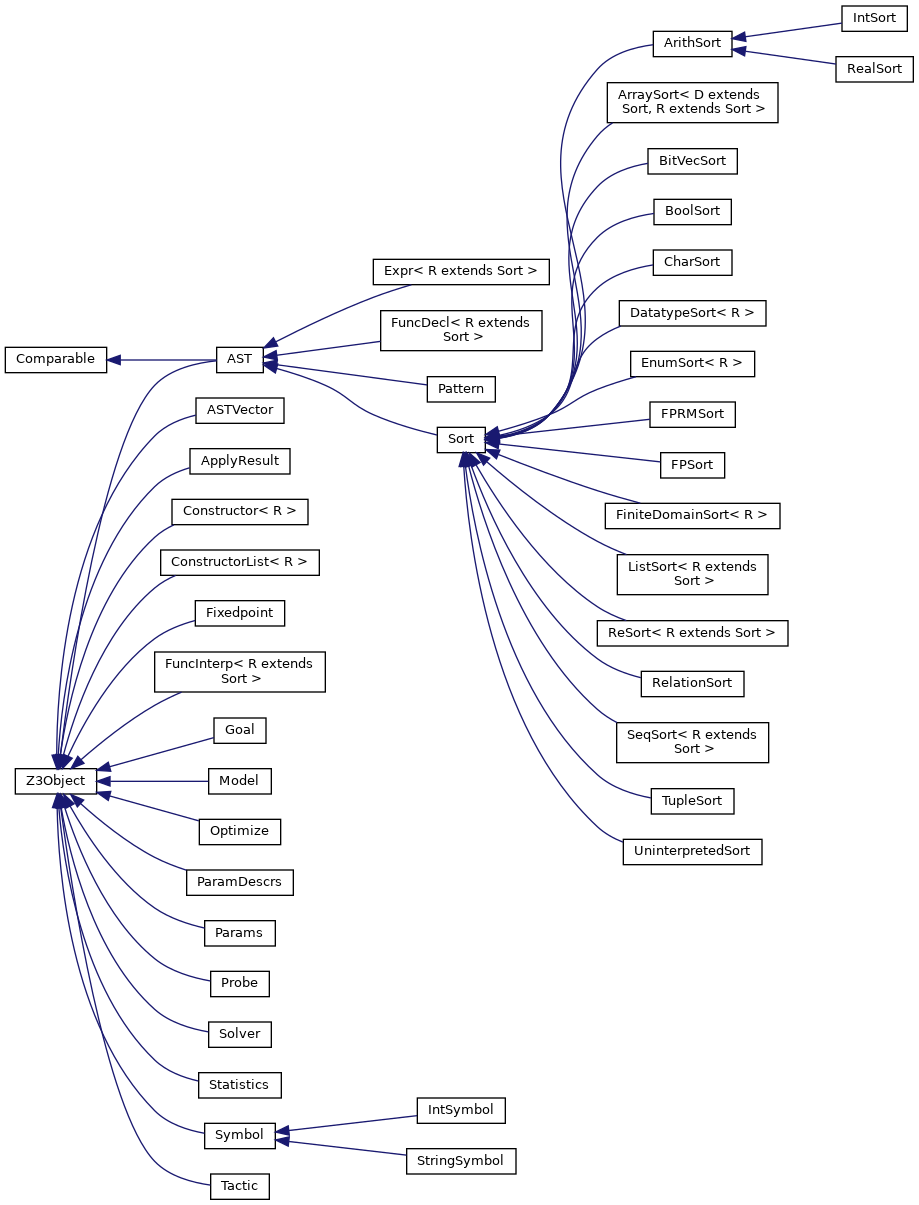 IntSort
ArithSort
RealSort
ArraySort< D extends
Sort, R extends Sort >
BitVecSort
BoolSort
CharSort
Expr< R extends Sort >
DatatypeSort< R >
FuncDecl< R extends
Sort >
Comparable
AST
EnumSort< R >
Pattern
ASTVector
FPRMSort
Sort
ApplyResult
FPSort
Constructor< R >
FiniteDomainSort< R >
ConstructorList< R >
ListSort< R extends
Sort >
Fixedpoint
ReSort< R extends Sort >
FuncInterp< R extends
Sort >
RelationSort
Goal
SeqSort< R extends
Sort >
Z3Object
Model
TupleSort
Optimize
UninterpretedSort
ParamDescrs
Params
Probe
Solver
Statistics
IntSymbol
Symbol
StringSymbol
Tactic